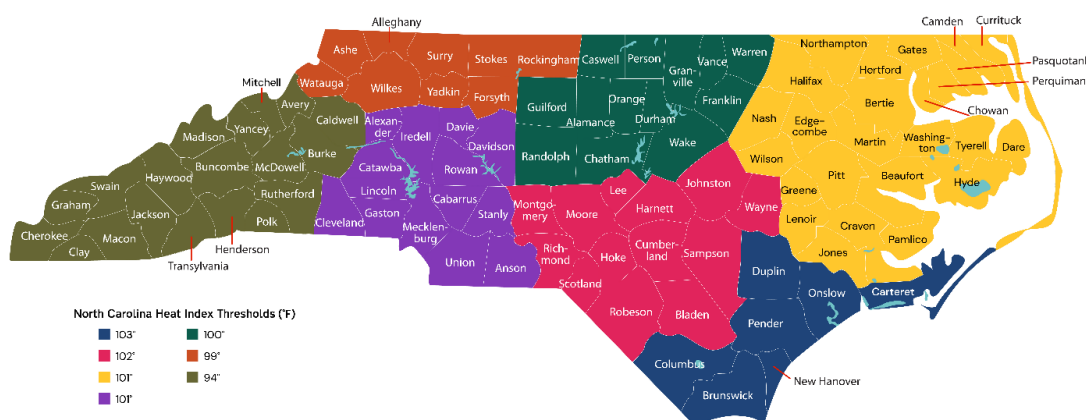 Alleghany
Camden
Currituck
Ashe
Surry
Stokes
Rockingham
Caswell
Person
Gran-
ville
Vance
Warren
Northampton
Gates
Pasquotank
Perquiman
Chowan
Hertford
Halifax
Bertie
Watauga
Wilkes
Yadkin
Forsyth
Mitchell
Avery
Caldwell
Yancey
Madison
Alexan-
der
Iredell
Davie
Davidson
Guilford
Alamance
Orange
Durham
Franklin
Nash
Edge-
combe
Martin
Washing-
ton
Tyerell
Dare
Burke
McDowell
Buncombe
Haywood
Swain
Graham
Cherokee
Clay
Macon
Jackson
Transylvania
Henderson
Polk
Rutherford
Catawba
Rowan
Lincoln
Cabarrus
Cleveland
Gaston
Mecklen-
burg
Stanly
Union
Anson
Randolph
Chatham
Wake
Wilson
Pitt
Beaufort
Hyde
Greene
Lenoir
Craven
Pamlico
Jones
Montgo-
mery
Moore
Lee
Harnett
Johnston
Wayne
Rich-
mond
Hoke
Cumber-
land
Sampson
Scotland
Robeson
Bladen
Duplin
Onslow
Carteret
Pender
Columbus
Brunswick
New Hanover
North Carolina Heat Index Thresholds (°F)
103°
102°
101°
101°
100°
99°
94°